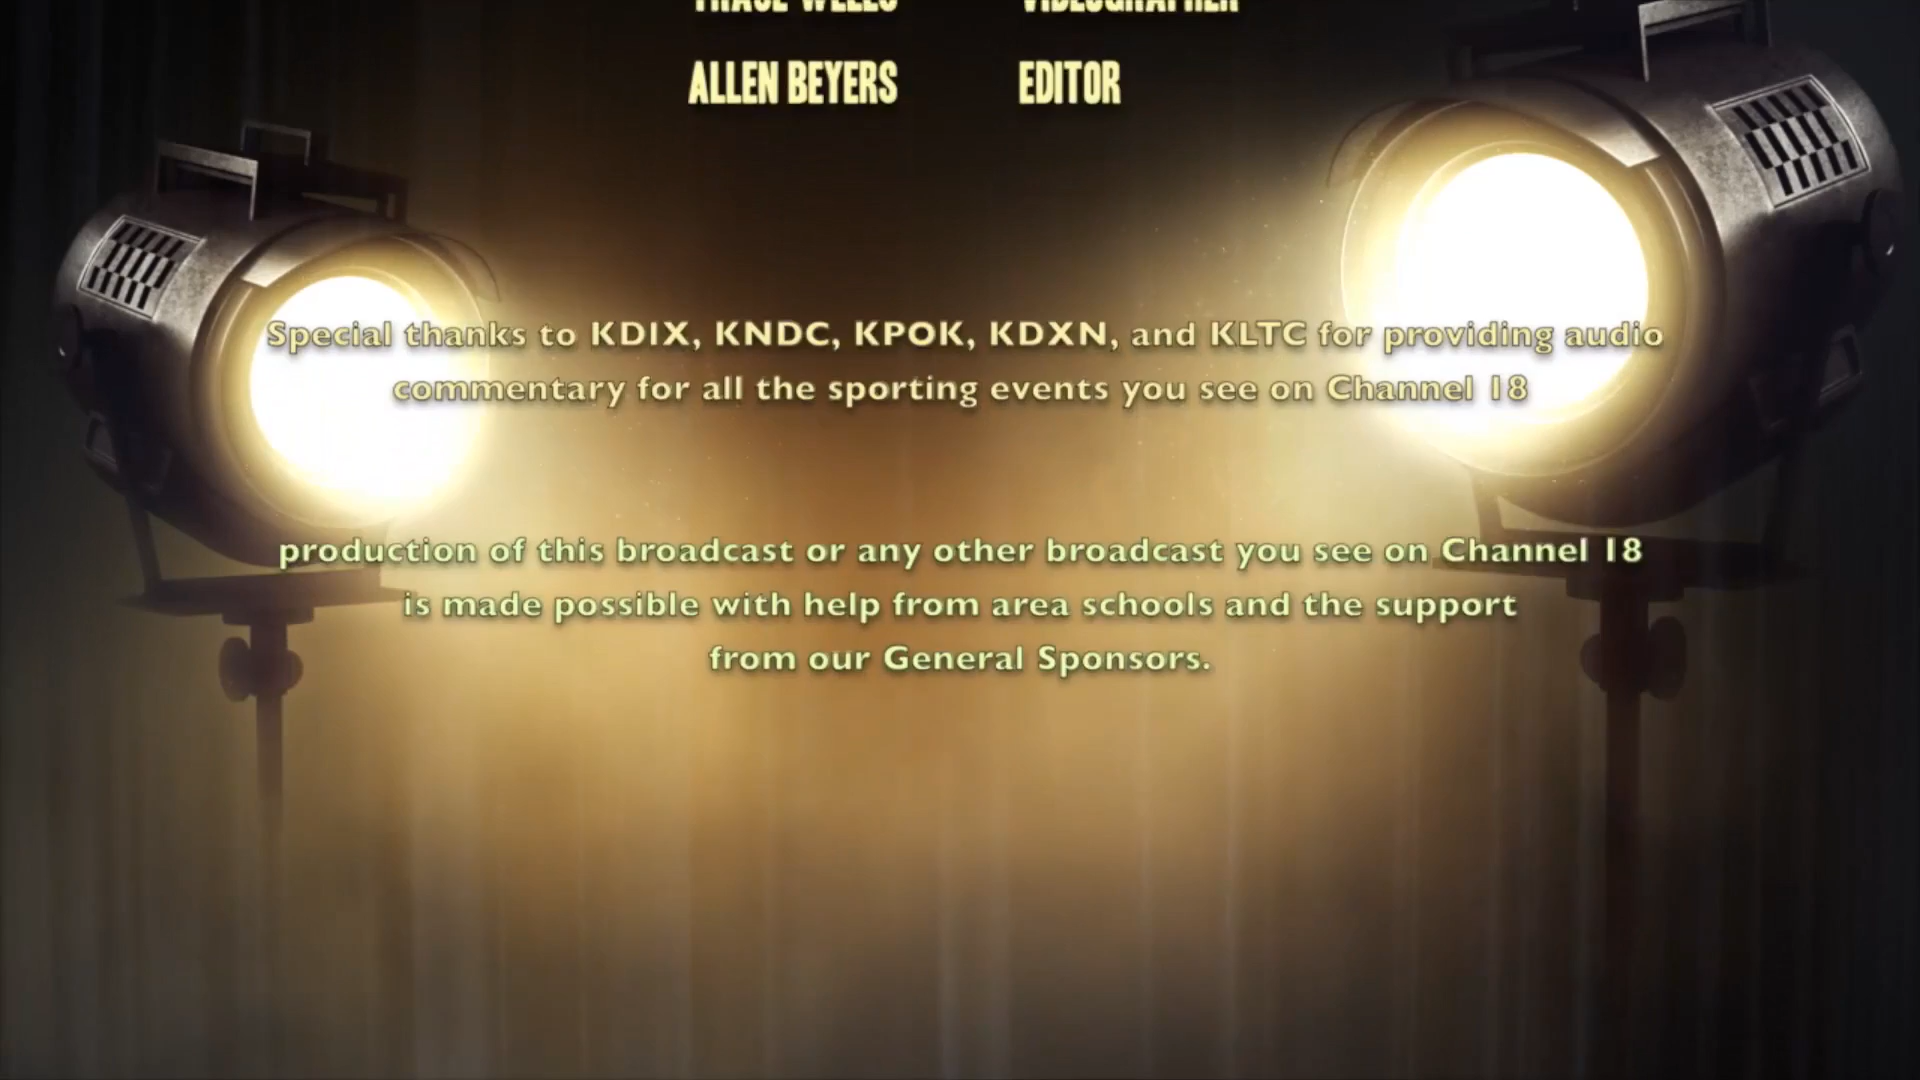 ALLEN BEYERS EDITOR
Special thanks to KDIX, KNDC, KPOK, KDXN, and KLTC for providing audio
commentary for all the sporting events you see on Channel 18
production of this broadcast or any other broadcast you see on Channel 18
is made possible with help from area schools and the support
from our General Sponsors.